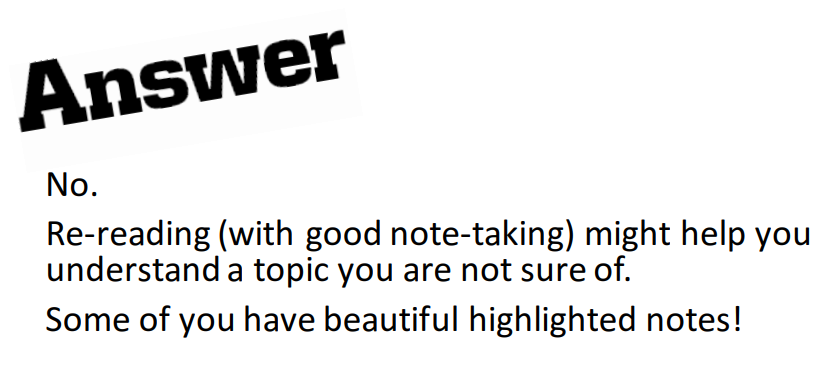 Answer
No.
Re-reading (with good note-taking) might help you
understand a topic you are not sure of.
Some of you have beautiful highlighted notes!